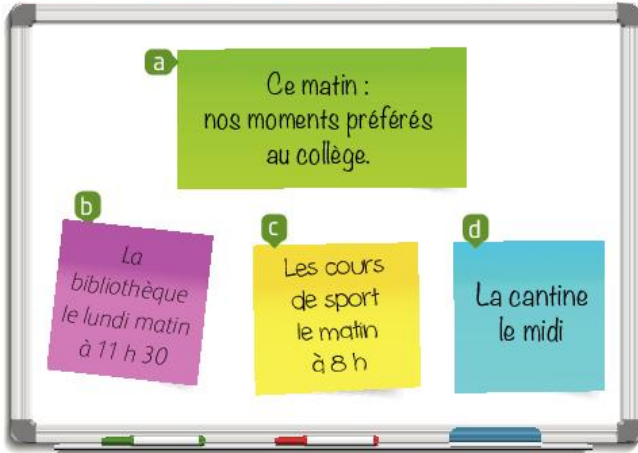 a
Ce matin :
nos moments préférés
au collège.
b
La
bibliothèque
le lundi matin
à 11 h 30
c
Les cours
de sport
le matin
à 8 h
d
La cantine
le midi